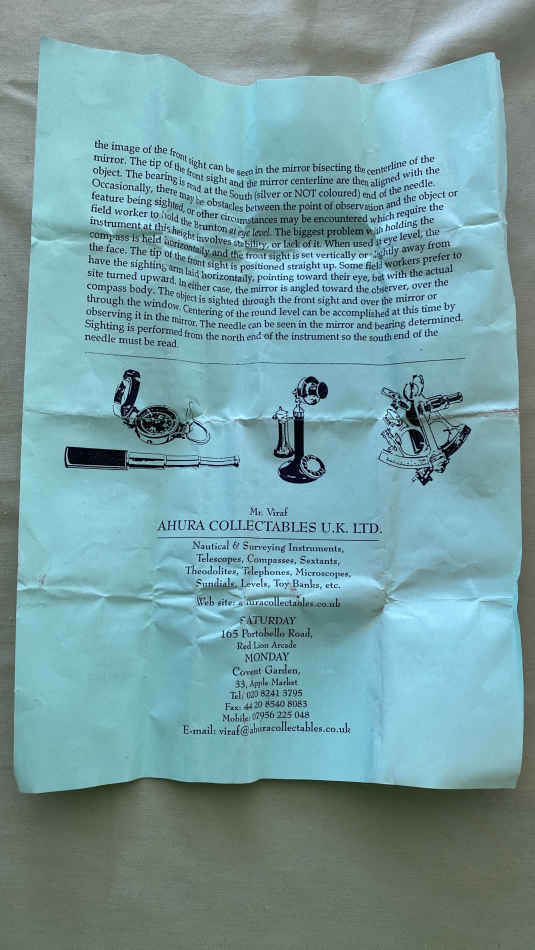 the image of the front sight can be seen in the mirror bisecting the centerline of the
mirror. The tip of the front sight and the mirror centerline are then aligned with the
object. The bearing is read at the South (silver or NOT coloured) end of the needle.
Occasionally, there may be obstacles between the point of observation and the object or
feature being sighted, or other circumstances may be encountered which require the
field worker to hold the Brunton at eye level. The biggest problem with holding the
instrument at this height involves stability, or lack of it. When used at eye level, the
compass is held horizontally and the front sight is set vertically or slightly away from
the face. The tip of the front sight is positioned straight up. Some field workers prefer to
have the sighting arm laid horizontally, pointing toward their eye, but with the actual
site turned upward. In either case, the mirror is angled toward the observer, over the
compass body. The object is sighted through the front sight and over the mirror or
through the window. Centering of the round level can be accomplished at this time by
observing it in the mirror. The needle can be seen in the mirror and bearing determined.
Sighting is performed from the north end of the instrument so the south end of the
needle must be read.
Mr. Viraf
AHURA COLLECTABLES U.K. LTD.
Nautical & Surveying Instruments,
Telescopes, Compasses, Sextants,
Theodolites, Telephones, Microscopes,
Sundials, Levels, Toy Banks, etc.
Web site: ahuracollectables.co.uk
SATURDAY
165 Portobello Road,
Red Lion Arcade
MONDAY
Covent Garden,
33, Apple Market
Tel: 020 8241 3795
Fax: 44 20 8540 8083
Mobile: 07956 225 048
E-mail: viraf@ahuracollectables.co.uk